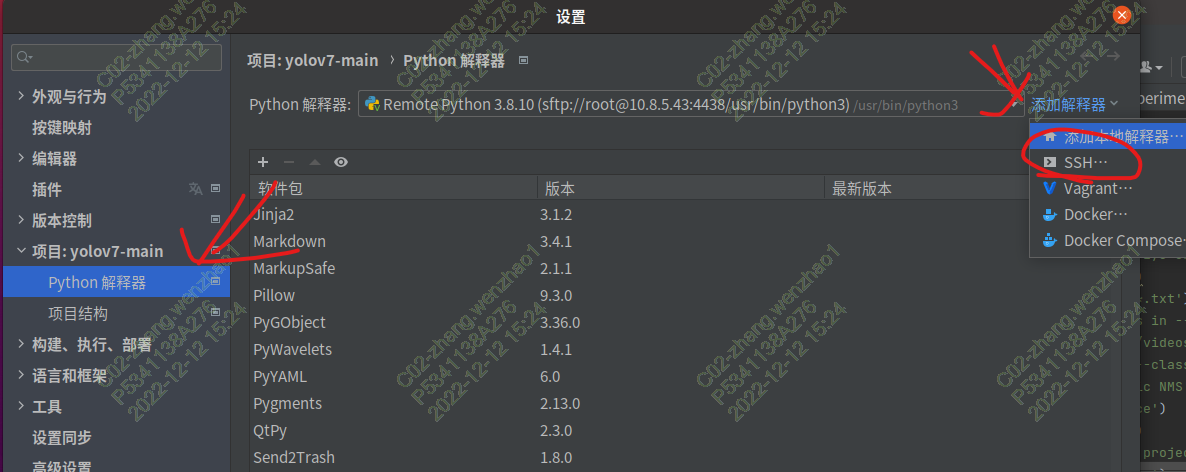 设置
项目: yolov7-main › Python 解释器
Python 解释器: Remote Python 3.8.10 (sftp://root@10.8.5.43:4438/usr/bin/python3) /usr/bin/python3 添加解释器
添加本地解释器...
SSH...
Vagrant...
Docker...
Docker Compose
外观与行为
按键映射
编辑器
插件
版本控制
项目: yolov7-main
Python 解释器
项目结构
构建、执行、部署
语言和框架
工具
设置同步
高级设置
软件包 版本 最新版本
Jinja2 3.1.2
Markdown 3.4.1
MarkupSafe 2.1.1
Pillow 9.3.0
PyGObject 3.36.0
PyWavelets 1.4.1
PyYAML 6.0
Pygments 2.13.0
QtPy 2.3.0
Send2Trash 1.8.0
perime
.txt'
in --
/videos
--class
ic NMS
e')
projec
C02-zhang.wenzhao1
P5341138A276
2022-12-12 15:24